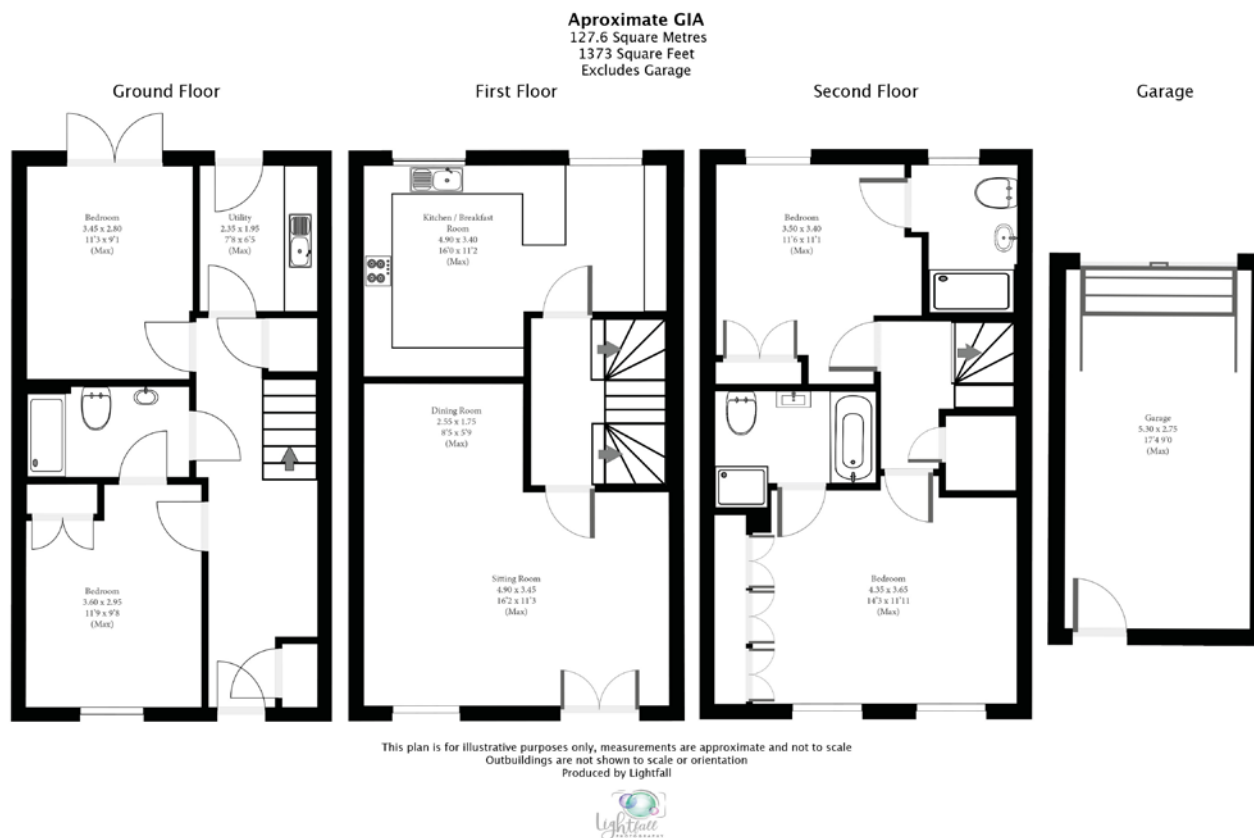 Aproximate GIA
127.6 Square Metres
1373 Square Feet
Excludes Garage
Ground Floor
First Floor
Second Floor
Garage
Bedroom
3.45 x 2.80
11'3 x 9'1
(Max)
Utility
2.35 x 1.95
7'8 x 6'5
(Max)
Kitchen / Breakfast
Room
4.90 x 3.40
16'0 x 11'2
(Max)
Bedroom
3.50 x 3.40
11'6 x 11'1
(Max)
Dining Room
2.55 x 1.75
8'5 x 5'9
(Max)
Garage
5.30 x 2.75
17'4 9'0
(Max)
Bedroom
3.60 x 2.95
11'9 x 9'8
(Max)
Sitting Room
4.90 x 3.45
16'2 x 11'3
(Max)
Bedroom
4.35 x 3.65
14'3 x 11'11
(Max)
This plan is for illustrative purposes only, measurements are approximate and not to scale
Outbuildings are not shown to scale or orientation
Produced by Lightfall
Lightfall
PHOTOGRAPHY